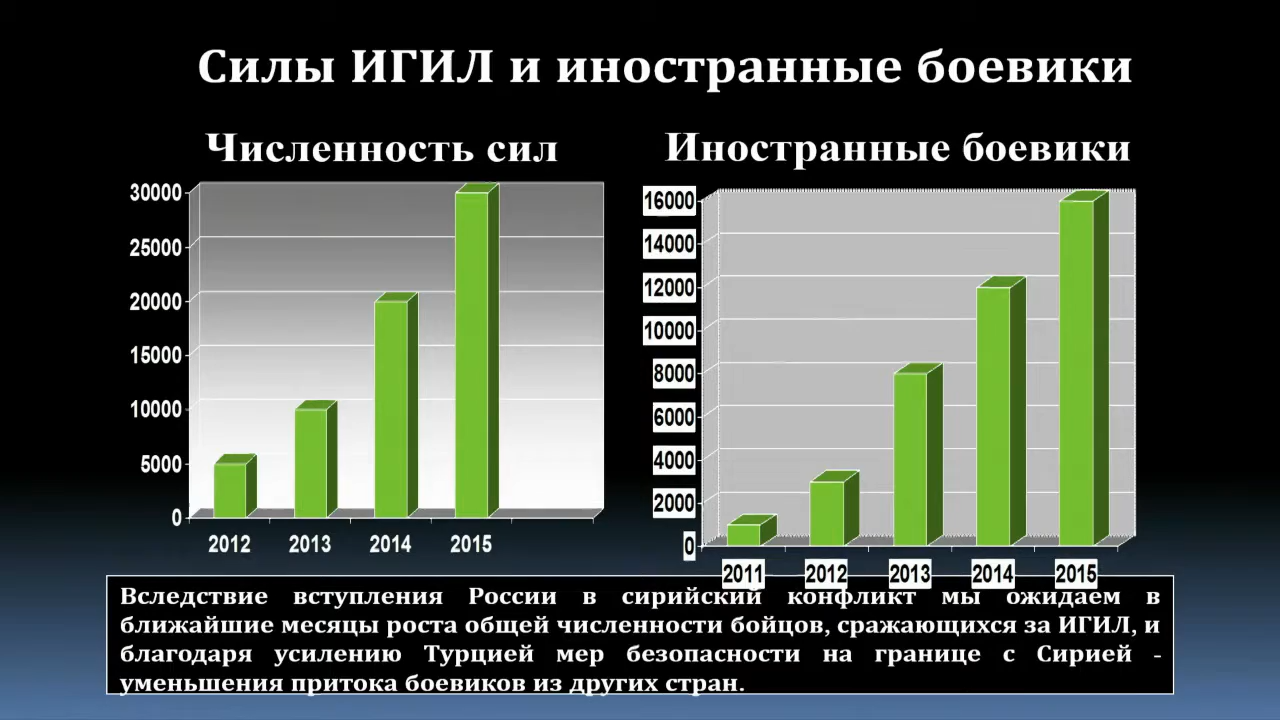 Силы ИГИЛ и иностранные боевики
Численность сил
30000
25000
20000
15000
10000
5000
0
2012 2013 2014 2015
Иностранные боевики
16000
14000
12000
10000
8000
6000
4000
2000
0
2011 2012 2013 2014 2015
Вследствие вступления России в сирийский конфликт мы ожидаем в
ближайшие месяцы роста общей численности бойцов, сражающихся за ИГИЛ, и
благодаря усилению Турцией мер безопасности на границе с Сирией -
уменьшения притока боевиков из других стран.